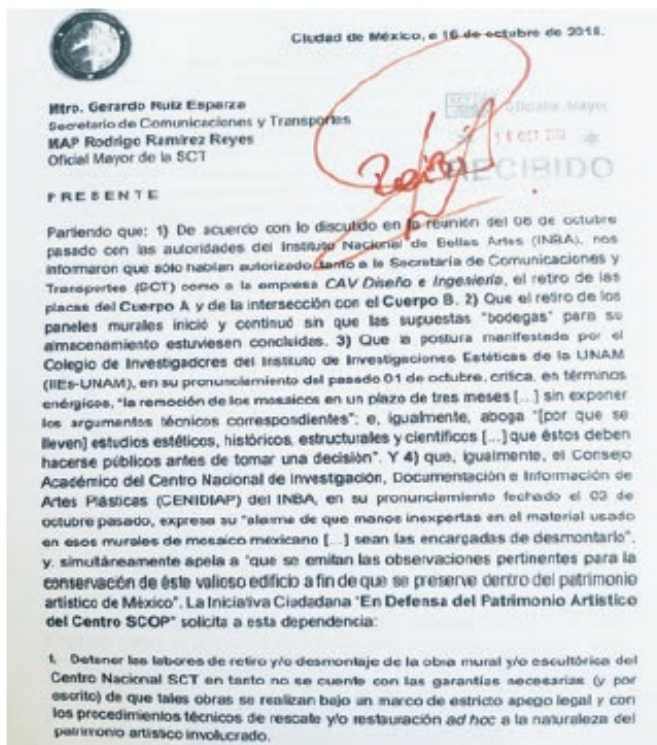 Ciudad de México, a 16 de octubre de 2018.
Mtro. Gerardo Ruiz Esparza
Secretario de Comunicaciones y Transportes
MAP Rodrigo Ramírez Reyes
Oficial Mayor de la SCT
Oficialía Mayor
OCT
RECIBIDO
PRESENTE
Partiendo que: 1) De acuerdo con lo discutido en la reunión del 08 de octubre
pasado con las autoridades del Instituto Nacional de Bellas Artes (INBA), nos
informaron que sólo habían autorizado, tanto a la Secretaría de Comunicaciones y
Transportes (SCT) como a la empresa CAV Diseño e Ingeniería, el retiro de las
placas del Cuerpo A y de la intersección con el Cuerpo B. 2) Que el retiro de los
paneles murales inició y continuó sin que las supuestas "bodegas" para su
almacenamiento estuviesen concluidas. 3) Que la postura manifestada por el
Colegio de Investigadores del Instituto de Investigaciones Estéticas de la UNAM
(IIEs-UNAM), en su pronunciamiento del pasado 01 de octubre, critica, en términos
enérgicos, "la remoción de los mosaicos en un plazo de tres meses [...] sin exponer
los argumentos técnicos correspondientes"; e, igualmente, aboga "[por que se
lleven] estudios estéticos, históricos, estructurales y científicos [...] que éstos deben
hacerse públicos antes de tomar una decisión". Y 4) que, igualmente, el Consejo
Académico del Centro Nacional de Investigación, Documentación e Información de
Artes Plásticas (CENIDIAP) del INBA, en su pronunciamiento fechado el 03 de
octubre pasado, expresa su "alarma de que manos inexpertas en el material usado
en esos murales de mosaico mexicano [...] sean las encargadas de desmontarlo",
y, simultáneamente apela a "que se emitan las observaciones pertinentes para la
conservación de éste valioso edificio a fin de que se preserve dentro del patrimonio
artístico de México". La Iniciativa Ciudadana "En Defensa del Patrimonio Artístico
del Centro SCOP" solicita a esta dependencia:
1. Detener las labores de retiro y/o desmontaje de la obra mural y/o escultórica del
Centro Nacional SCT en tanto no se cuente con las garantías necesarias (y por
escrito) de que tales obras se realizan bajo un marco de estricto apego legal y con
los procedimientos técnicos de rescate y/o restauración ad hoc a la naturaleza del
patrimonio artístico involucrado.